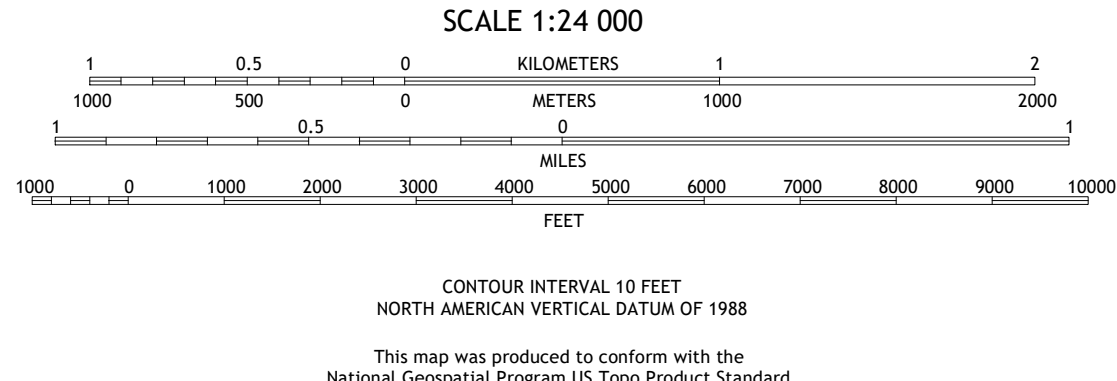 SCALE 1:24 000
1 0.5 0 KILOMETERS 1 2
1000 500 0 METERS 1000 2000
1 0.5 0 1
MILES
1000 0 1000 2000 3000 4000 5000 6000 7000 8000 9000 10000
FEET
CONTOUR INTERVAL 10 FEET
NORTH AMERICAN VERTICAL DATUM OF 1988
This map was produced to conform with the
National Geospatial Program US Topo Product Standard